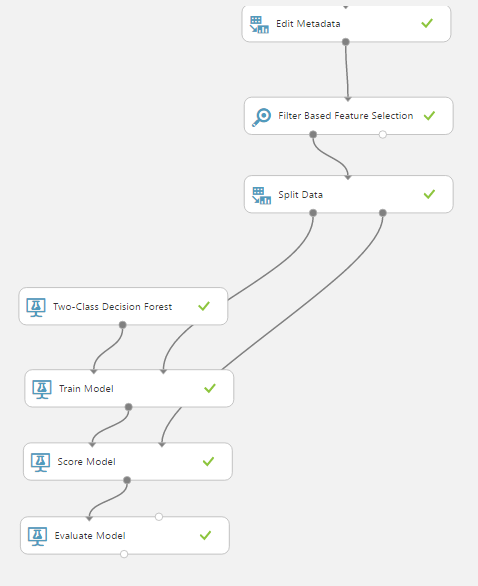 Edit Metadata
Filter Based Feature Selection
Split Data
Two-Class Decision Forest
Train Model
Score Model
Evaluate Model